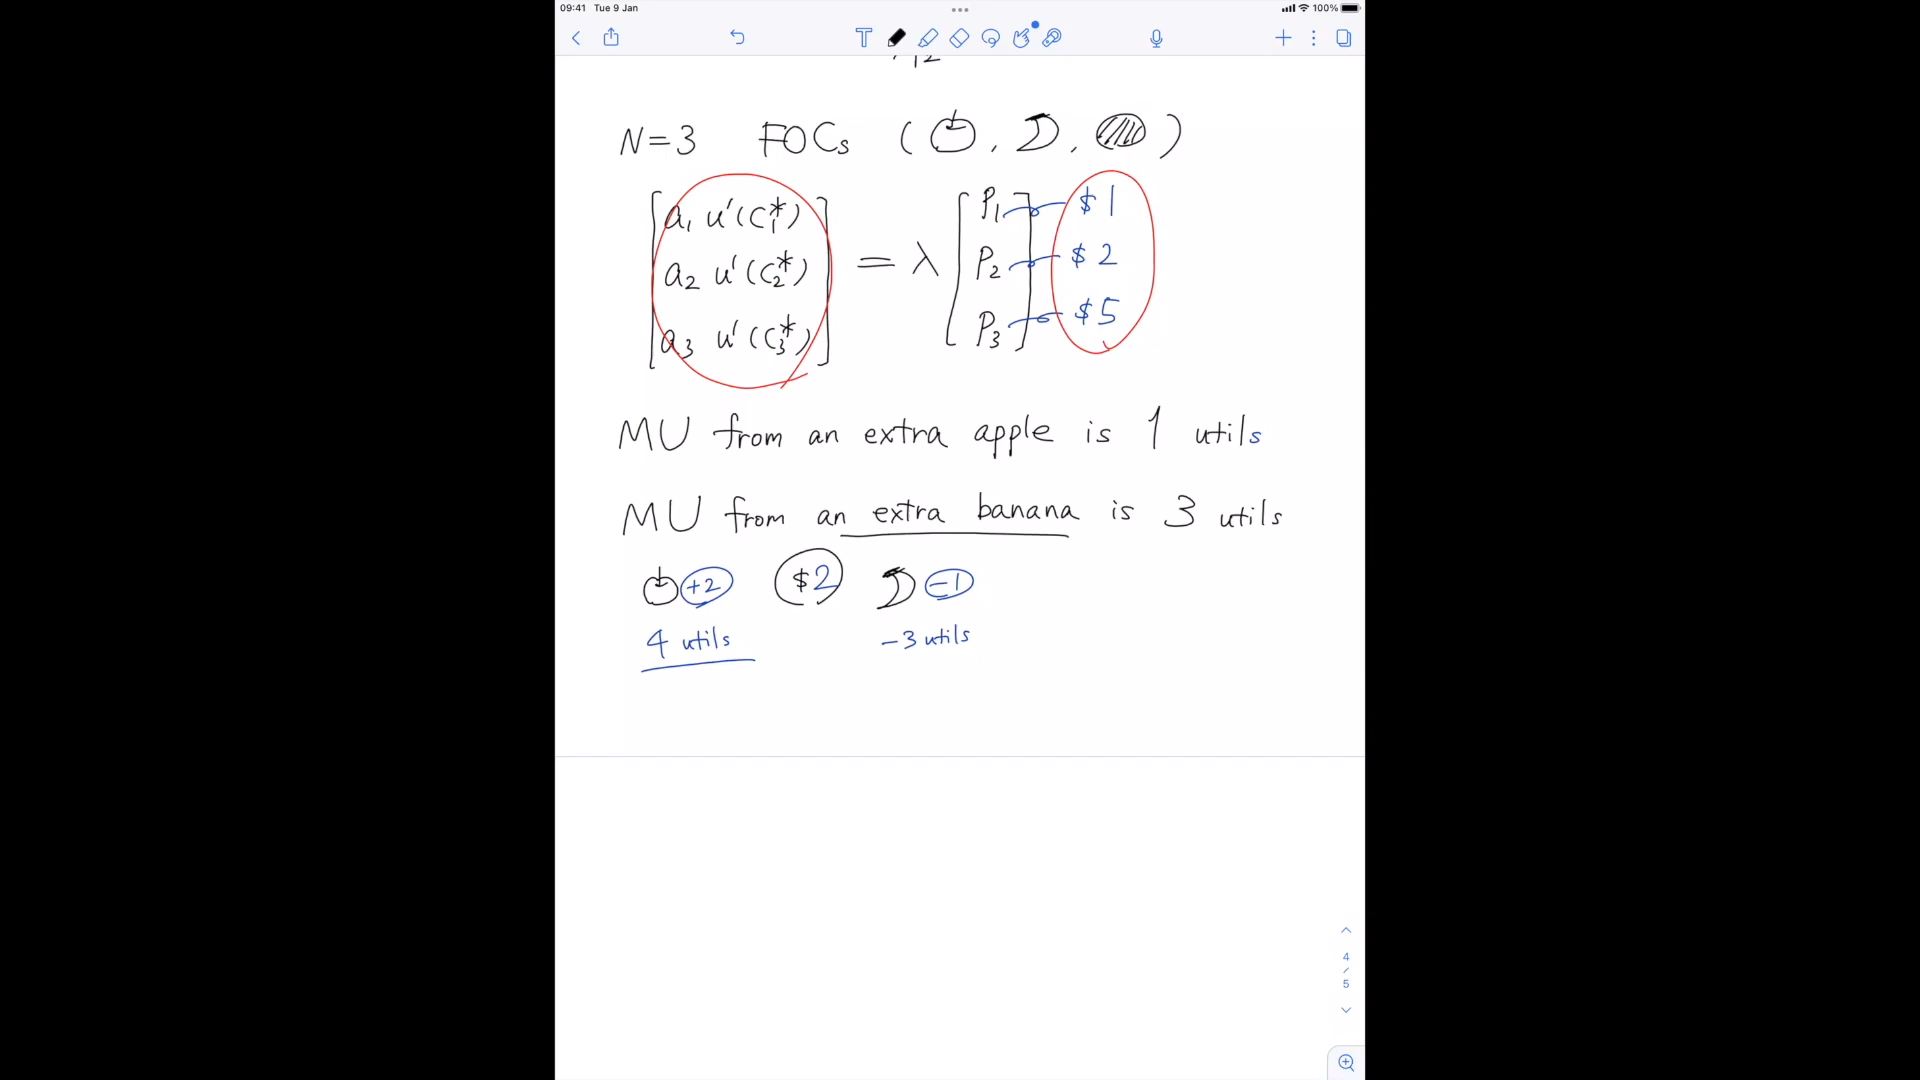 09:41 Tue 9 Jan 100%
N=3 FOCs ( , , )
[ a₁ u'(c₁*) ] [ P₁ ] $1
[ a₂ u'(c₂*) ] = λ [ P₂ ] $2
[ a₃ u'(c₃*) ] [ P₃ ] $5
MU from an extra apple is 1 utils
MU from an extra banana is 3 utils
+2 $2 -1
4 utils -3 utils
4
/
5